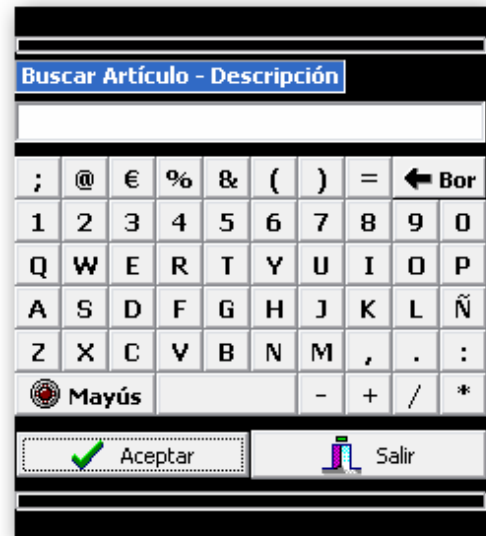 Buscar Artículo - Descripción
; @ € % & ( ) = Bor
1 2 3 4 5 6 7 8 9 0
Q W E R T Y U I O P
A S D F G H J K L Ñ
Z X C V B N M , . :
Mayús - + / *
Aceptar Salir